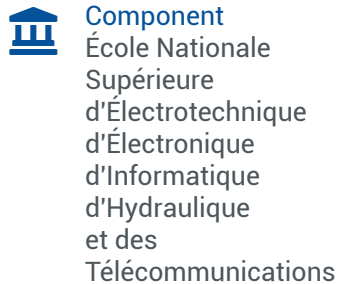 Component
École Nationale
Supérieure
d'Électrotechnique
d'Électronique
d'Informatique
d'Hydraulique
et des
Télécommunications